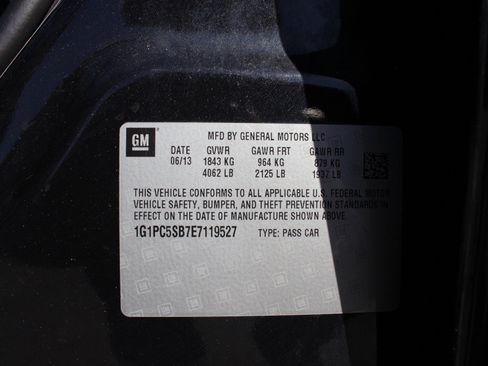 GM
MFD BY GENERAL MOTORS LLC
DATE GVWR GAWR FRT GAWR RR
06/13 1843 KG 964 KG 879 KG
4062 LB 2125 LB 1937 LB
THIS VEHICLE CONFORMS TO ALL APPLICABLE U.S. FEDERAL MOTOR
VEHICLE SAFETY, BUMPER, AND THEFT PREVENTION STANDARDS IN
EFFECT ON THE DATE OF MANUFACTURE SHOWN ABOVE.
1G1PC5SB7E7119527 TYPE: PASS CAR